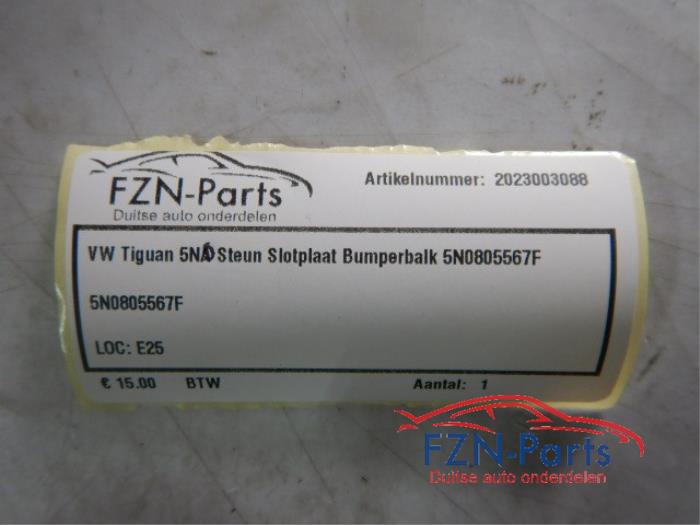 FZN-Parts
Duitse auto onderdelen
Artikelnummer: 2023003088
VW Tiguan 5N Steun Slotplaat Bumperbalk 5N0805567F
5N0805567F
LOC: E25
€ 15.00 BTW Aantal: 1
FZN-Parts
Duitse auto onderdelen